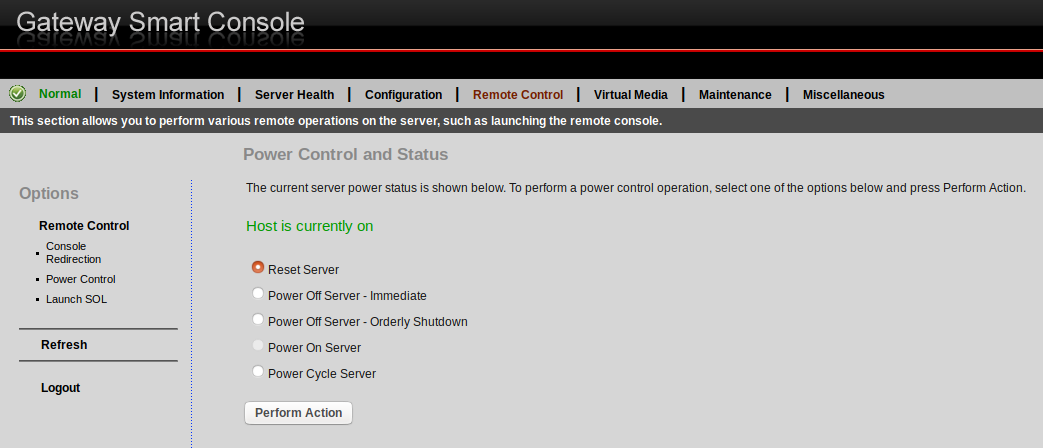 Gateway Smart Console
Normal | System Information | Server Health | Configuration | Remote Control | Virtual Media | Maintenance | Miscellaneous
This section allows you to perform various remote operations on the server, such as launching the remote console.
Power Control and Status
Options
Remote Control
Console
Redirection
Power Control
Launch SOL
Refresh
Logout
The current server power status is shown below. To perform a power control operation, select one of the options below and press Perform Action.
Host is currently on
Reset Server
Power Off Server - Immediate
Power Off Server - Orderly Shutdown
Power On Server
Power Cycle Server
Perform Action